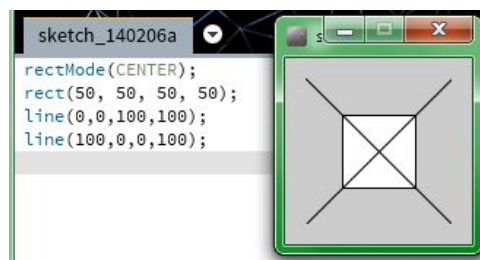 sketch_140206a
s
rectMode(CENTER);
rect(50, 50, 50, 50);
line(0,0,100,100);
line(100,0,0,100);